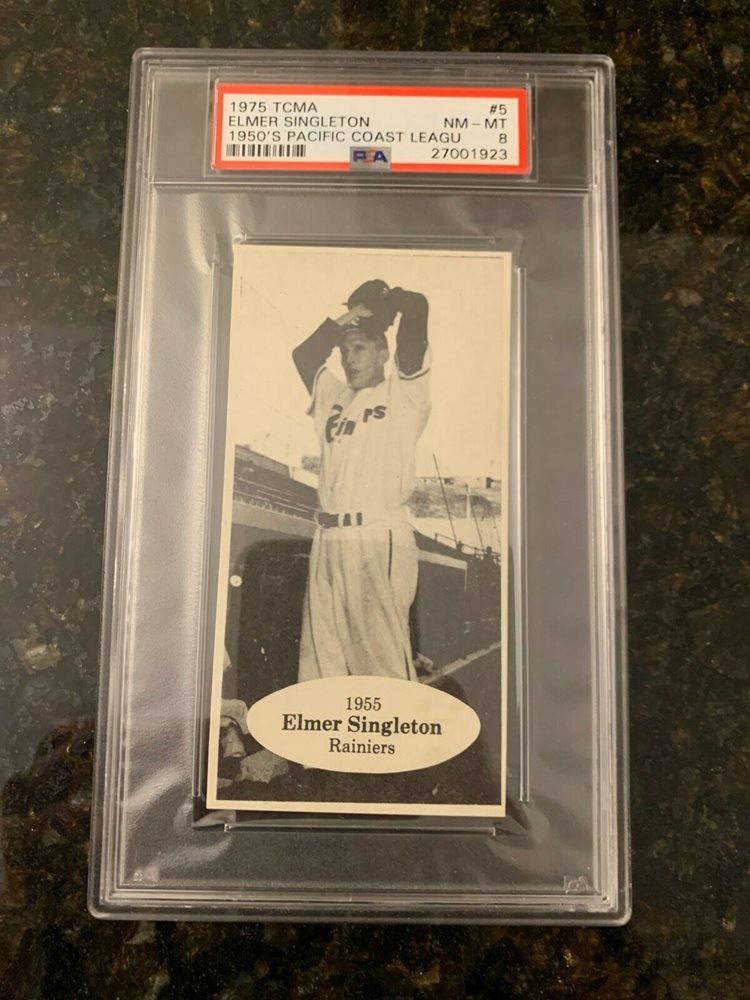 1975 TCMA #5
ELMER SINGLETON NM - MT
1950'S PACIFIC COAST LEAGU 8
PSA 27001923
1955
Elmer Singleton
Rainiers